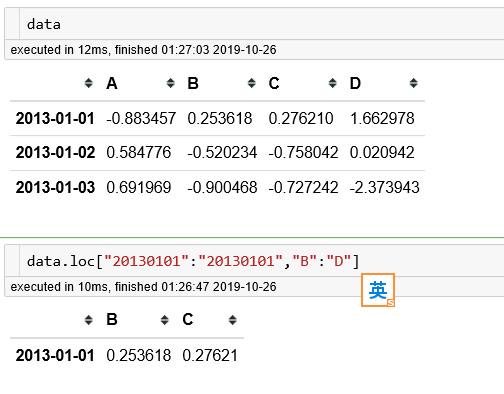 data
executed in 12ms, finished 01:27:03 2019-10-26
A B C D
2013-01-01 -0.883457 0.253618 0.276210 1.662978
2013-01-02 0.584776 -0.520234 -0.758042 0.020942
2013-01-03 0.691969 -0.900468 -0.727242 -2.373943
data.loc["20130101":"20130101","B":"D"]
executed in 10ms, finished 01:26:47 2019-10-26
英
B C
2013-01-01 0.253618 0.27621